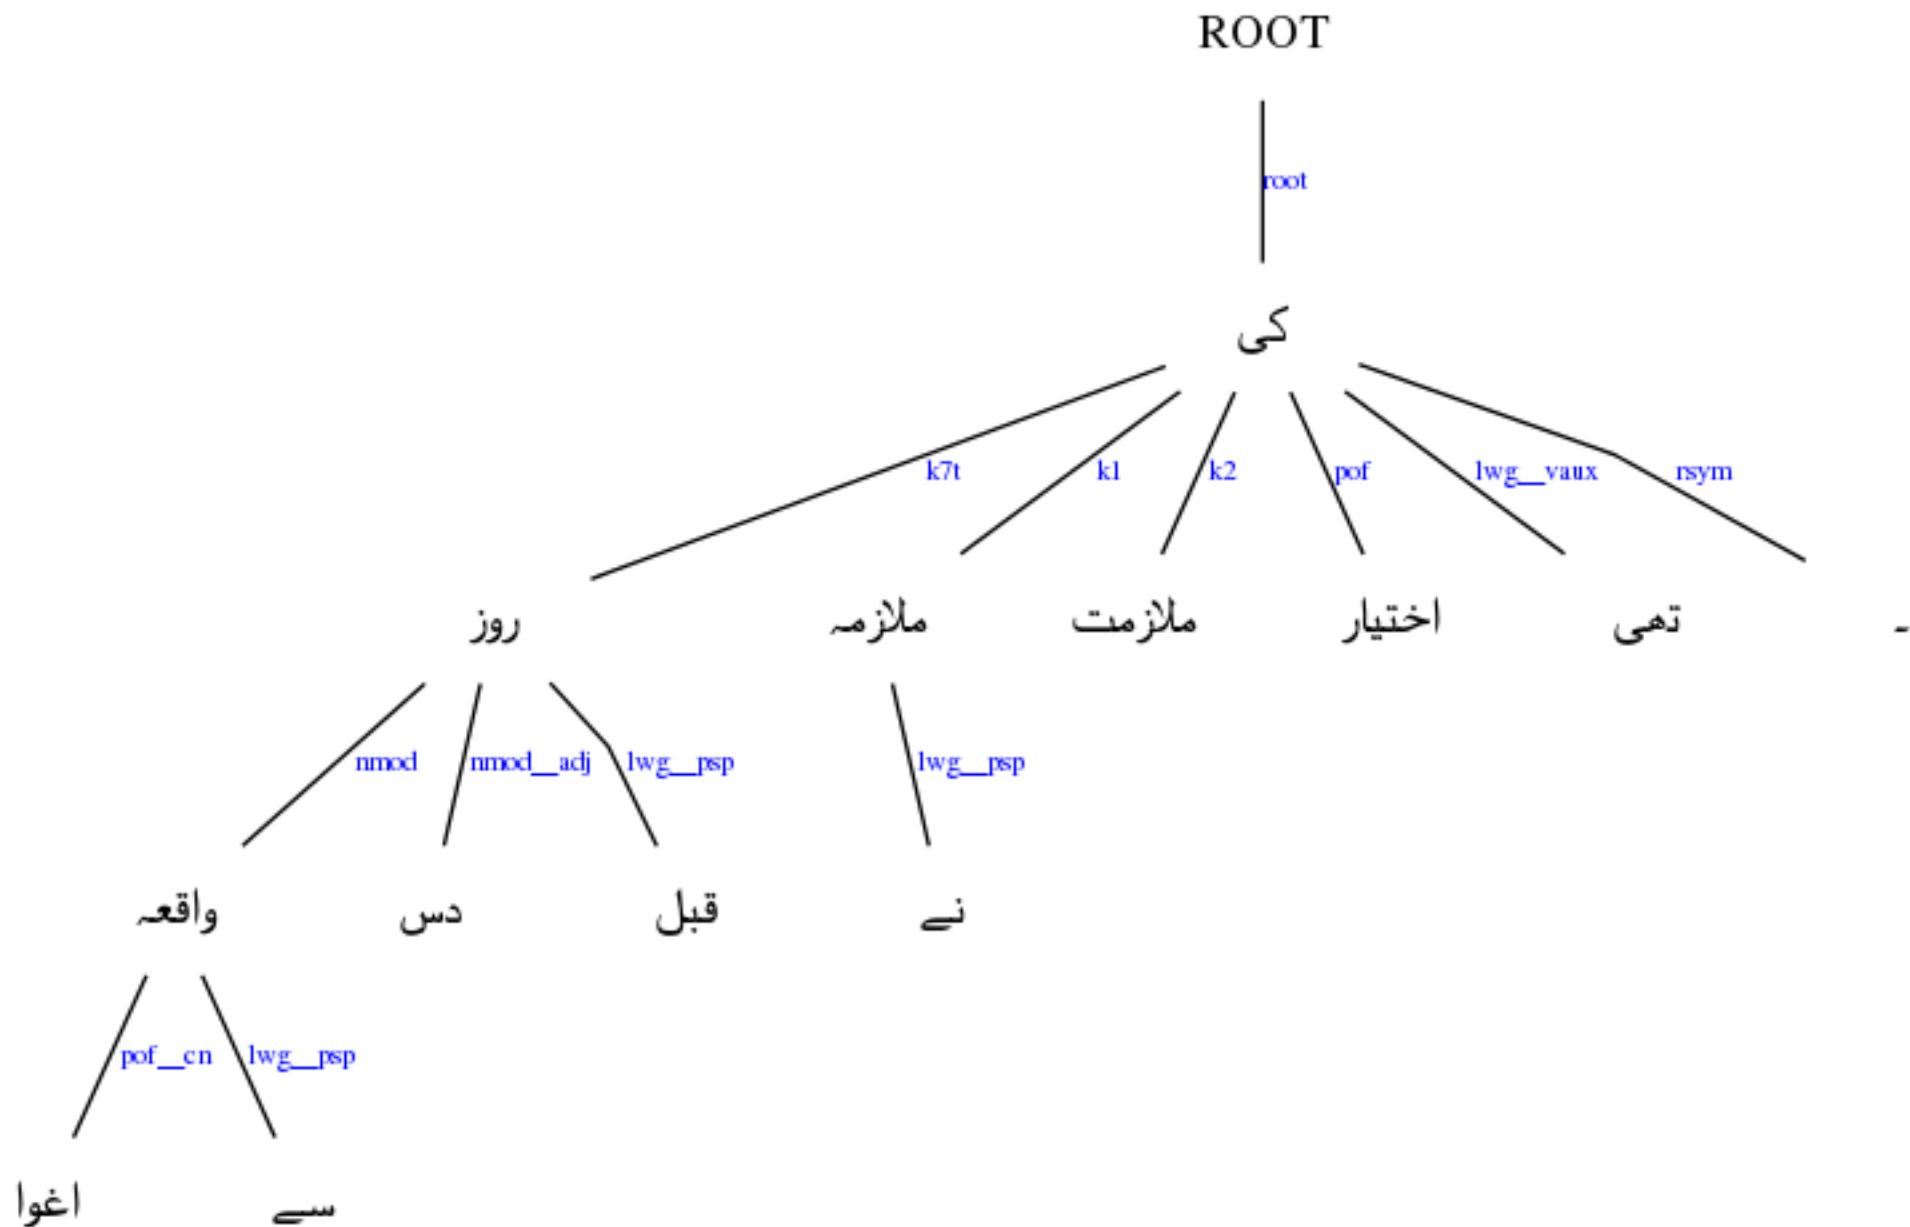 ROOT
root
کی
k7t k1 k2 pof lwg__vaux rsym
روز ملازمہ ملازمت اختیار تھی ۔
nmod nmod__adj lwg__psp lwg__psp
واقعہ دس قبل نے
pof__cn lwg__psp
اغوا سے